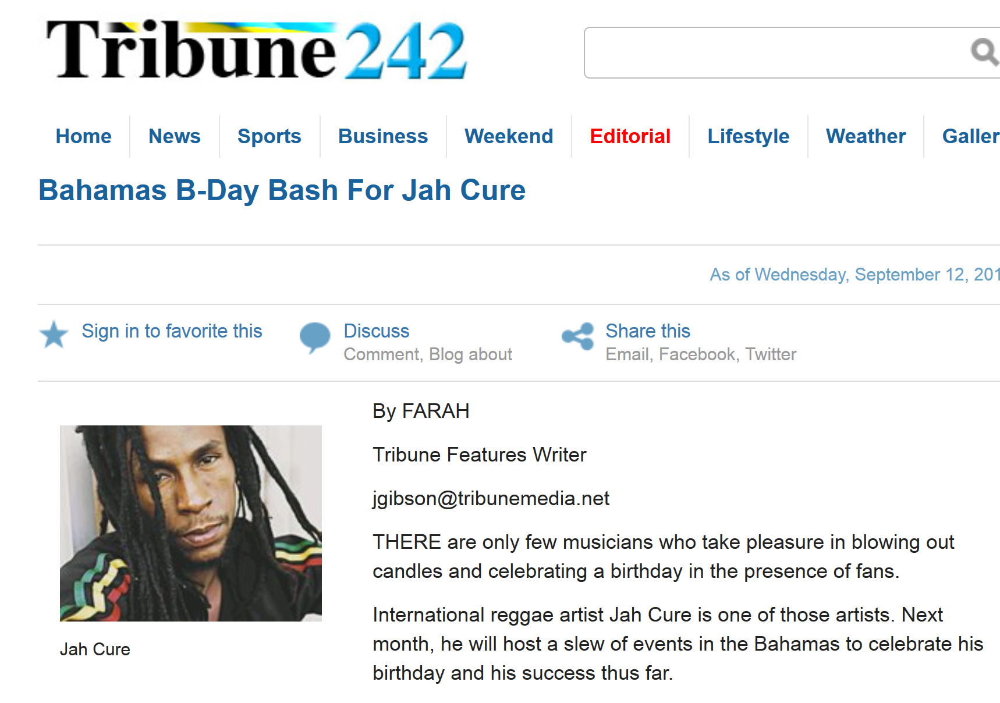 Tribune242
Home News Sports Business Weekend Editorial Lifestyle Weather
Bahamas B-Day Bash For Jah Cure
As of Wednesday, September 12,
Sign in to favorite this Discuss Share this
Comment, Blog about Email, Facebook, Twitter
By FARAH
Tribune Features Writer
jgibson@tribunemedia.net
THERE are only few musicians who take pleasure in blowing out
candles and celebrating a birthday in the presence of fans.
International reggae artist Jah Cure is one of those artists. Next
month, he will host a slew of events in the Bahamas to celebrate his
birthday and his success thus far.
Jah Cure